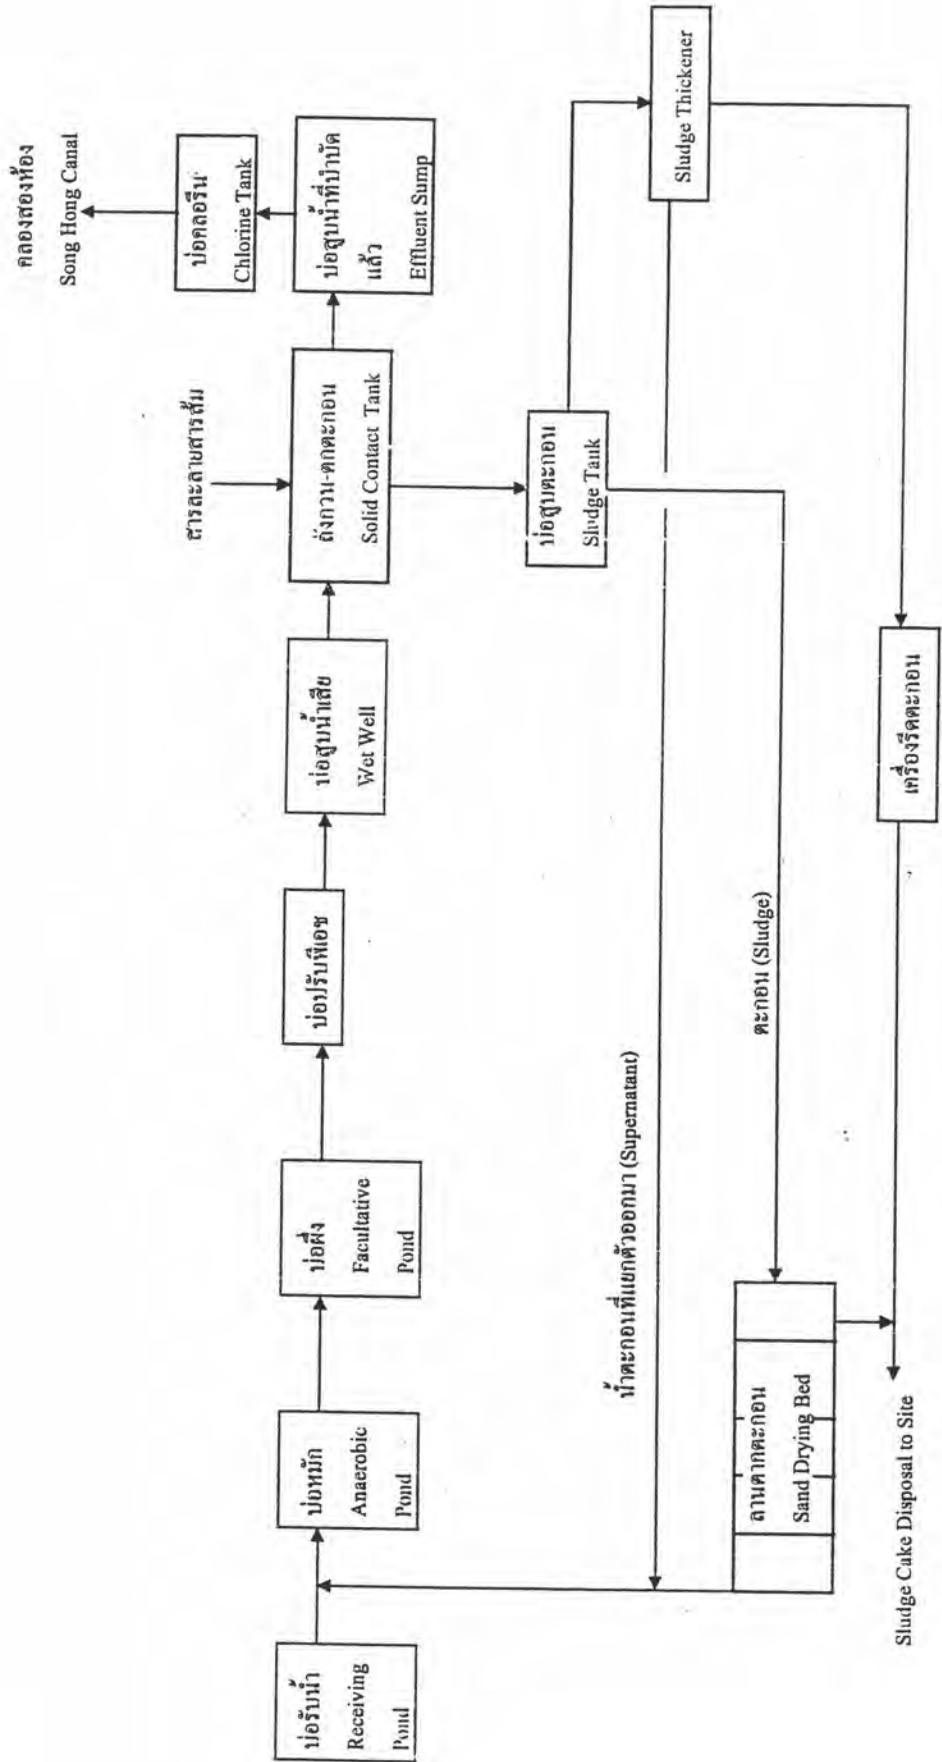 บ่อรับน้ำ
Receiving
Pond
บ่อหมัก
Anaerobic
Pond
บ่อผึ่ง
Facultative
Pond
บ่อปรับพีเอช
บ่อสูบน้ำเสีย
Wet Well
สารละลายสารส้ม
ถังกวน-ตกตะกอน
Solid Contact Tank
บ่อสูบน้ำที่บำบัด
แล้ว
Effluent Sump
บ่อคลอรีน
Chlorine Tank
คลองสองห้อง
Song Hong Canal
บ่อสูบตะกอน
Sludge Tank
Sludge Thickener
น้ำตะกอนที่แยกตัวออกมา (Supernatant)
ตะกอน (Sludge)
ลานตากตะกอน
Sand Drying Bed
เครื่องรีดตะกอน
Sludge Cake Disposal to Site